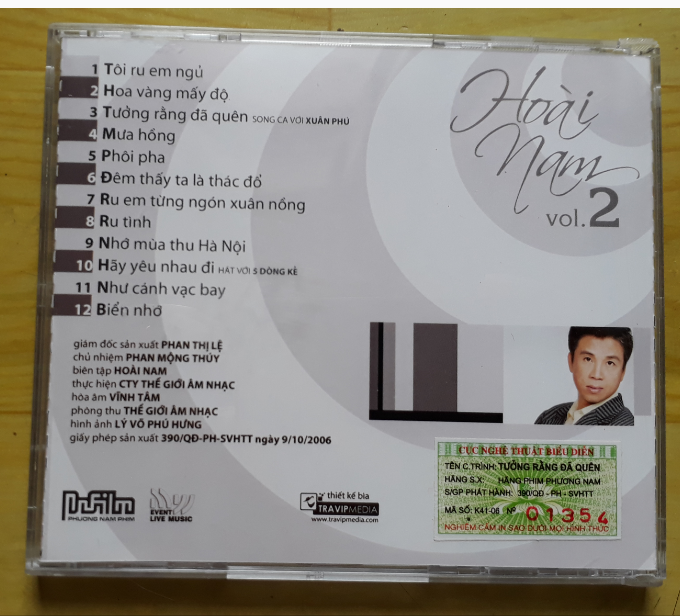 Hoài
Nam
vol.2
1 Tôi ru em ngủ
2 Hoa vàng mấy độ
3 Tưởng rằng đã quên SONG CA VỚI XUÂN PHÚ
4 Mưa hồng
5 Phôi pha
6 Đêm thấy ta là thác đổ
7 Ru em từng ngón xuân nồng
8 Ru tình
9 Nhớ mùa thu Hà Nội
10 Hãy yêu nhau đi HÁT VỚI 5 DÒNG KẺ
11 Như cánh vạc bay
12 Biển nhớ
giám đốc sản xuất PHAN THỊ LỆ
chủ nhiệm PHAN MỘNG THÚY
biên tập HOÀI NAM
thực hiện CTY THẾ GIỚI ÂM NHẠC
hòa âm VĨNH TÂM
phòng thu THẾ GIỚI ÂM NHẠC
hình ảnh LÝ VÕ PHÚ HƯNG
giấy phép sản xuất 390/QĐ-PH-SVHTT ngày 9/10/2006
PHUONG NAM PHIM
EVENT
LIVE MUSIC
thiết kế bìa
TRAVIPMEDIA
www.travipmedia.com
CỤC NGHỆ THUẬT BIỂU DIỄN
TÊN C.TRÌNH: TƯỞNG RẰNG ĐÃ QUÊN
HÃNG S.X: HÃNG PHIM PHƯƠNG NAM
S/GP PHÁT HÀNH: 390/QĐ - PH - SVHTT
MÃ SỐ: K41-06 Nº 01354
NGHIÊM CẤM IN SAO DƯỚI MỌI HÌNH THỨC